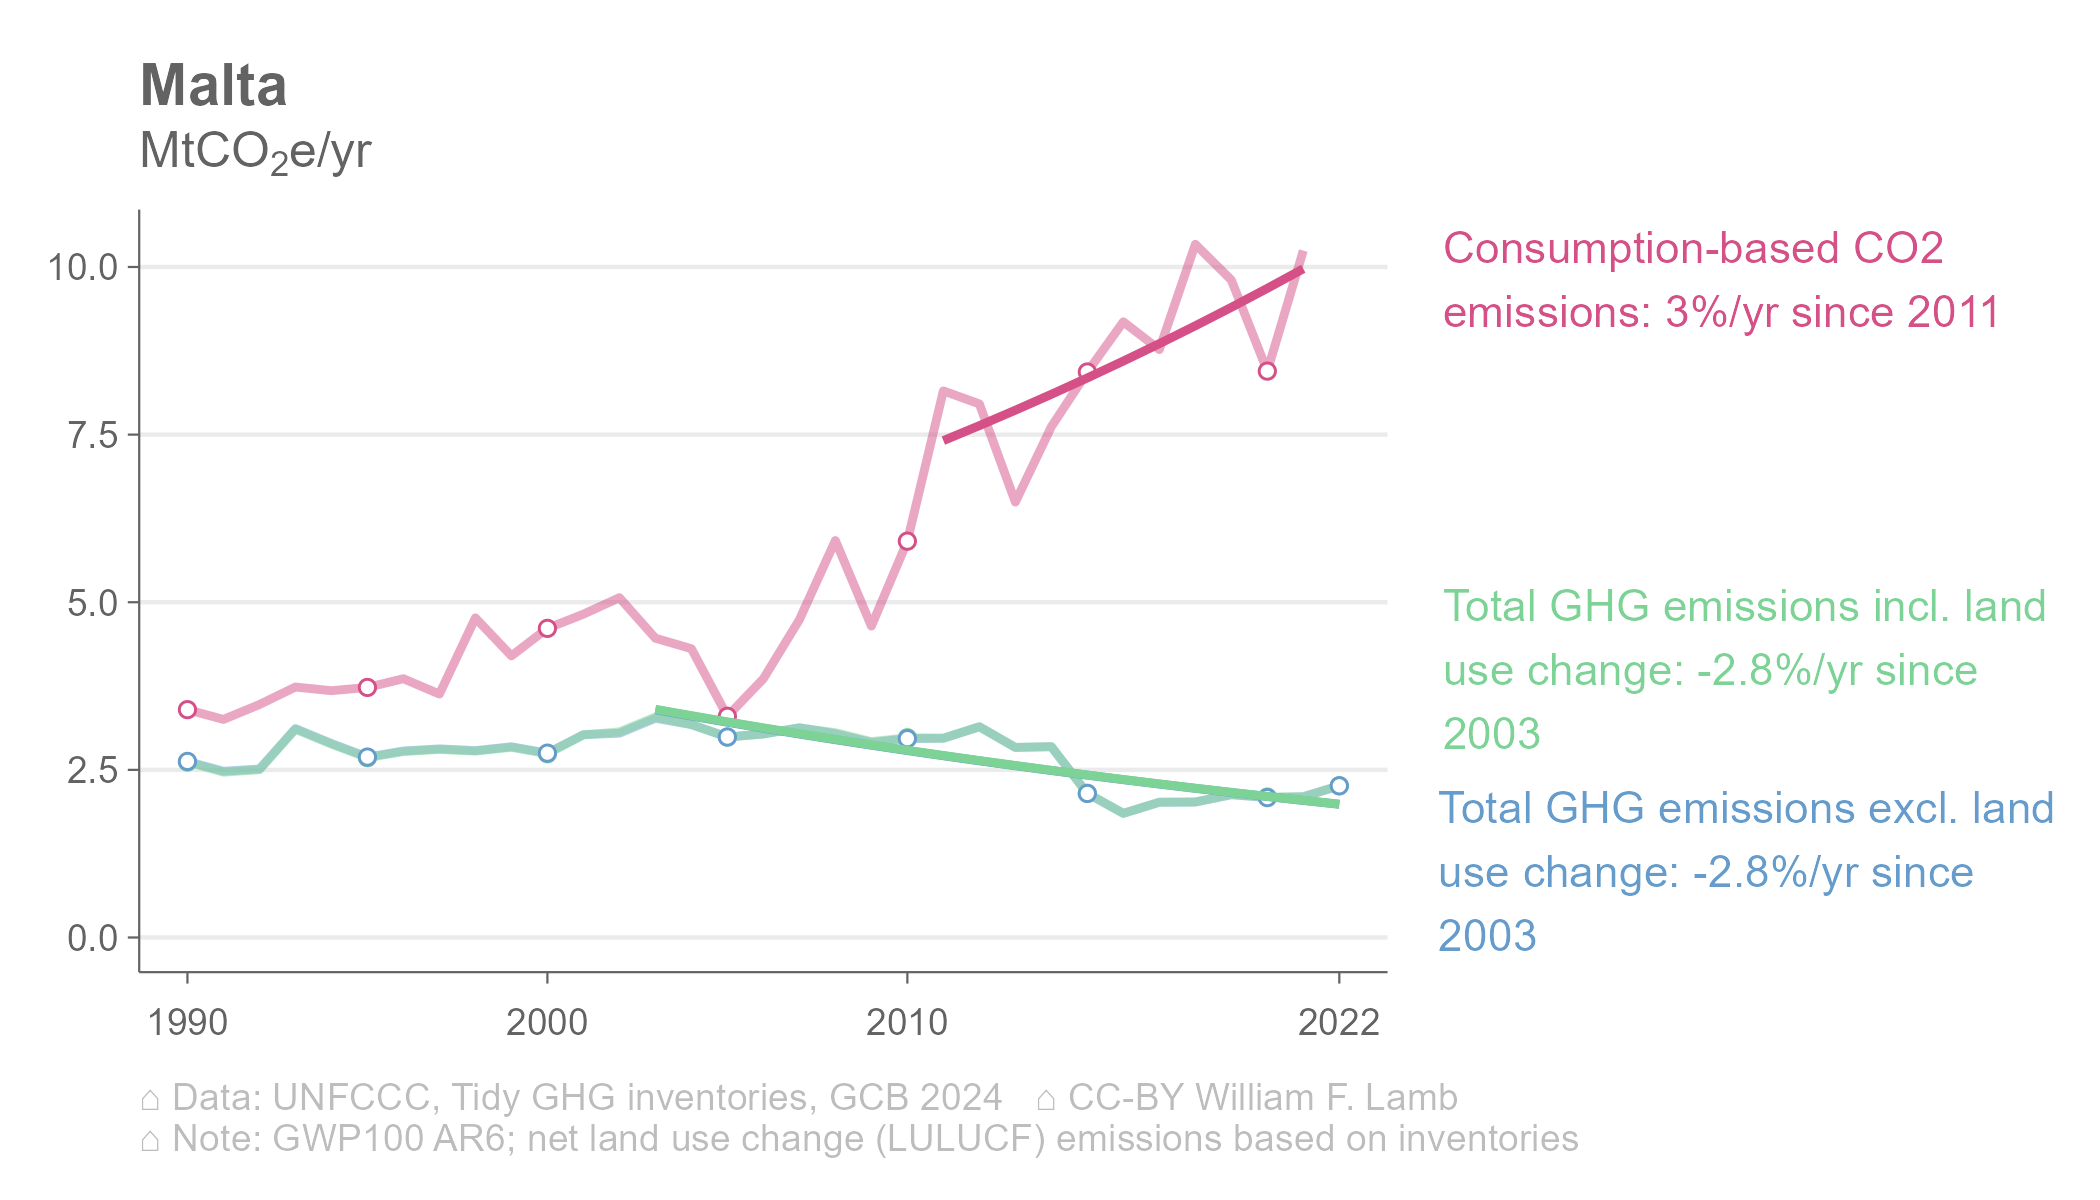 Malta
MtCO₂e/yr
10.0
7.5
5.0
2.5
0.0
1990
2000
2010
2022
Consumption-based CO2
emissions: 3%/yr since 2011
Total GHG emissions incl. land
use change: -2.8%/yr since
2003
Total GHG emissions excl. land
use change: -2.8%/yr since
2003
⌂ Data: UNFCCC, Tidy GHG inventories, GCB 2024 ⌂ CC-BY William F. Lamb
⌂ Note: GWP100 AR6; net land use change (LULUCF) emissions based on inventories